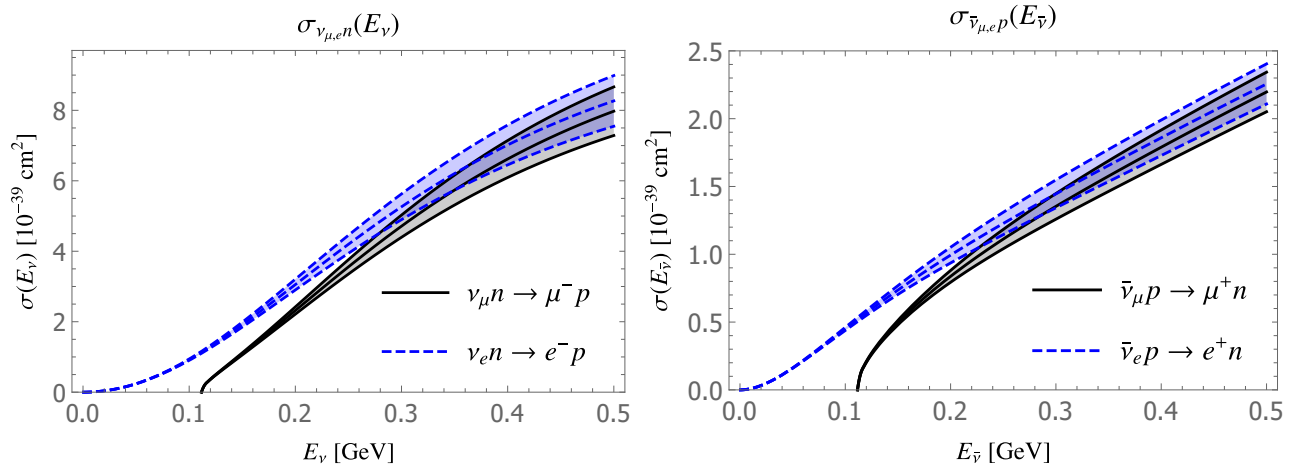 σ_{ν_{μ,e}n}(E_ν)
σ(E_ν) [10^{−39} cm^2]
8
6
4
2
0
ν_μ n → μ^− p
ν_e n → e^− p
0.0 0.1 0.2 0.3 0.4 0.5
E_ν [GeV]
σ_{ν̄_{μ,e}p}(E_ν̄)
σ(E_ν̄) [10^{−39} cm^2]
2.5
2.0
1.5
1.0
0.5
0.0
ν̄_μ p → μ^+ n
ν̄_e p → e^+ n
0.0 0.1 0.2 0.3 0.4 0.5
E_ν̄ [GeV]